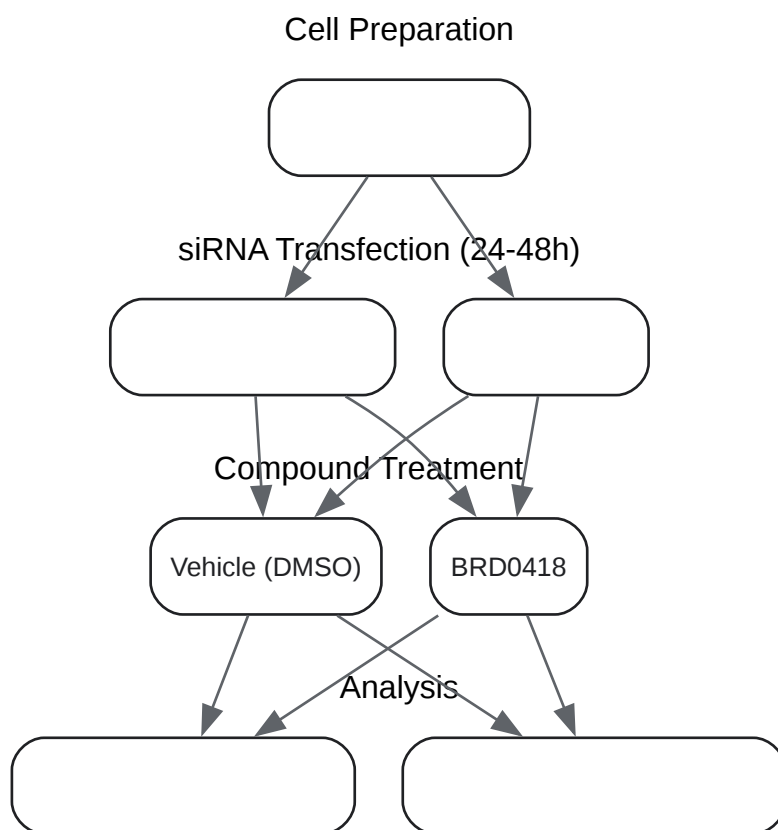 Cell Preparation
siRNA Transfection (24-48h)
Compound Treatment
Vehicle (DMSO)
BRD0418
Analysis